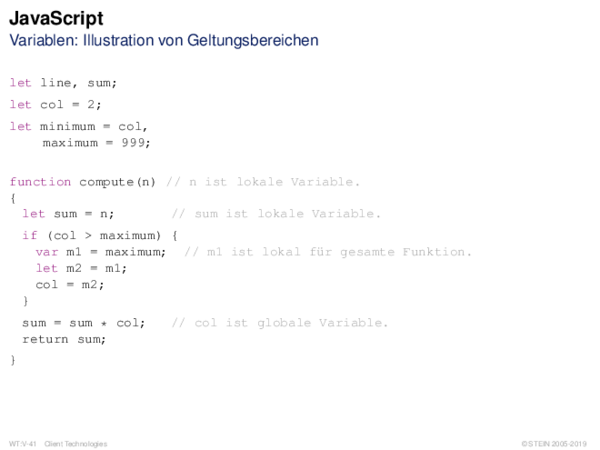 JavaScript
Variablen: Illustration von Geltungsbereichen
let line, sum;
let col = 2;
let minimum = col,
maximum = 999;
function compute(n) // n ist lokale Variable.
{
let sum = n; // sum ist lokale Variable.
if (col > maximum) {
var m1 = maximum; // m1 ist lokal für gesamte Funktion.
let m2 = m1;
col = m2;
}
sum = sum * col; // col ist globale Variable.
return sum;
}
WT:V-41 Client Technologies © STEIN 2005-2019